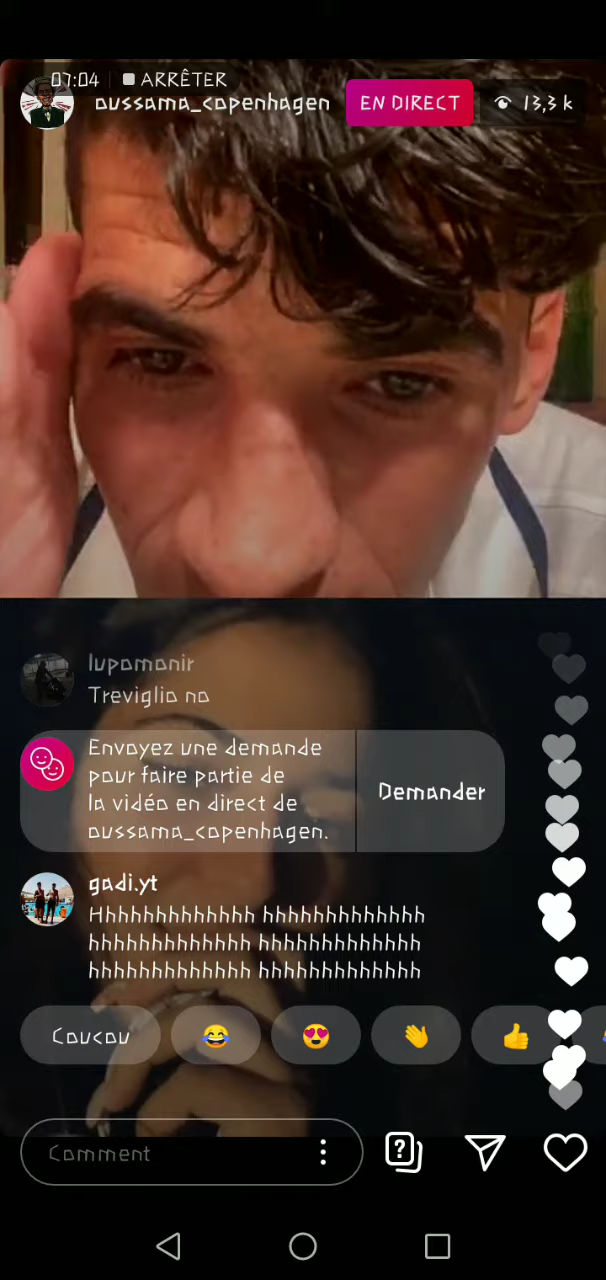 07:04 ARRÊTER
oussama_copenhagen EN DIRECT 13,3 k
lupomonir
Treviglio no
Envoyez une demande
pour faire partie de
la vidéo en direct de
oussama_copenhagen.
Demander
gadi.yt
Hhhhhhhhhhhhh hhhhhhhhhhhhh
hhhhhhhhhhhhh hhhhhhhhhhhhh
hhhhhhhhhhhhh hhhhhhhhhhhhh
Coucou
Comment